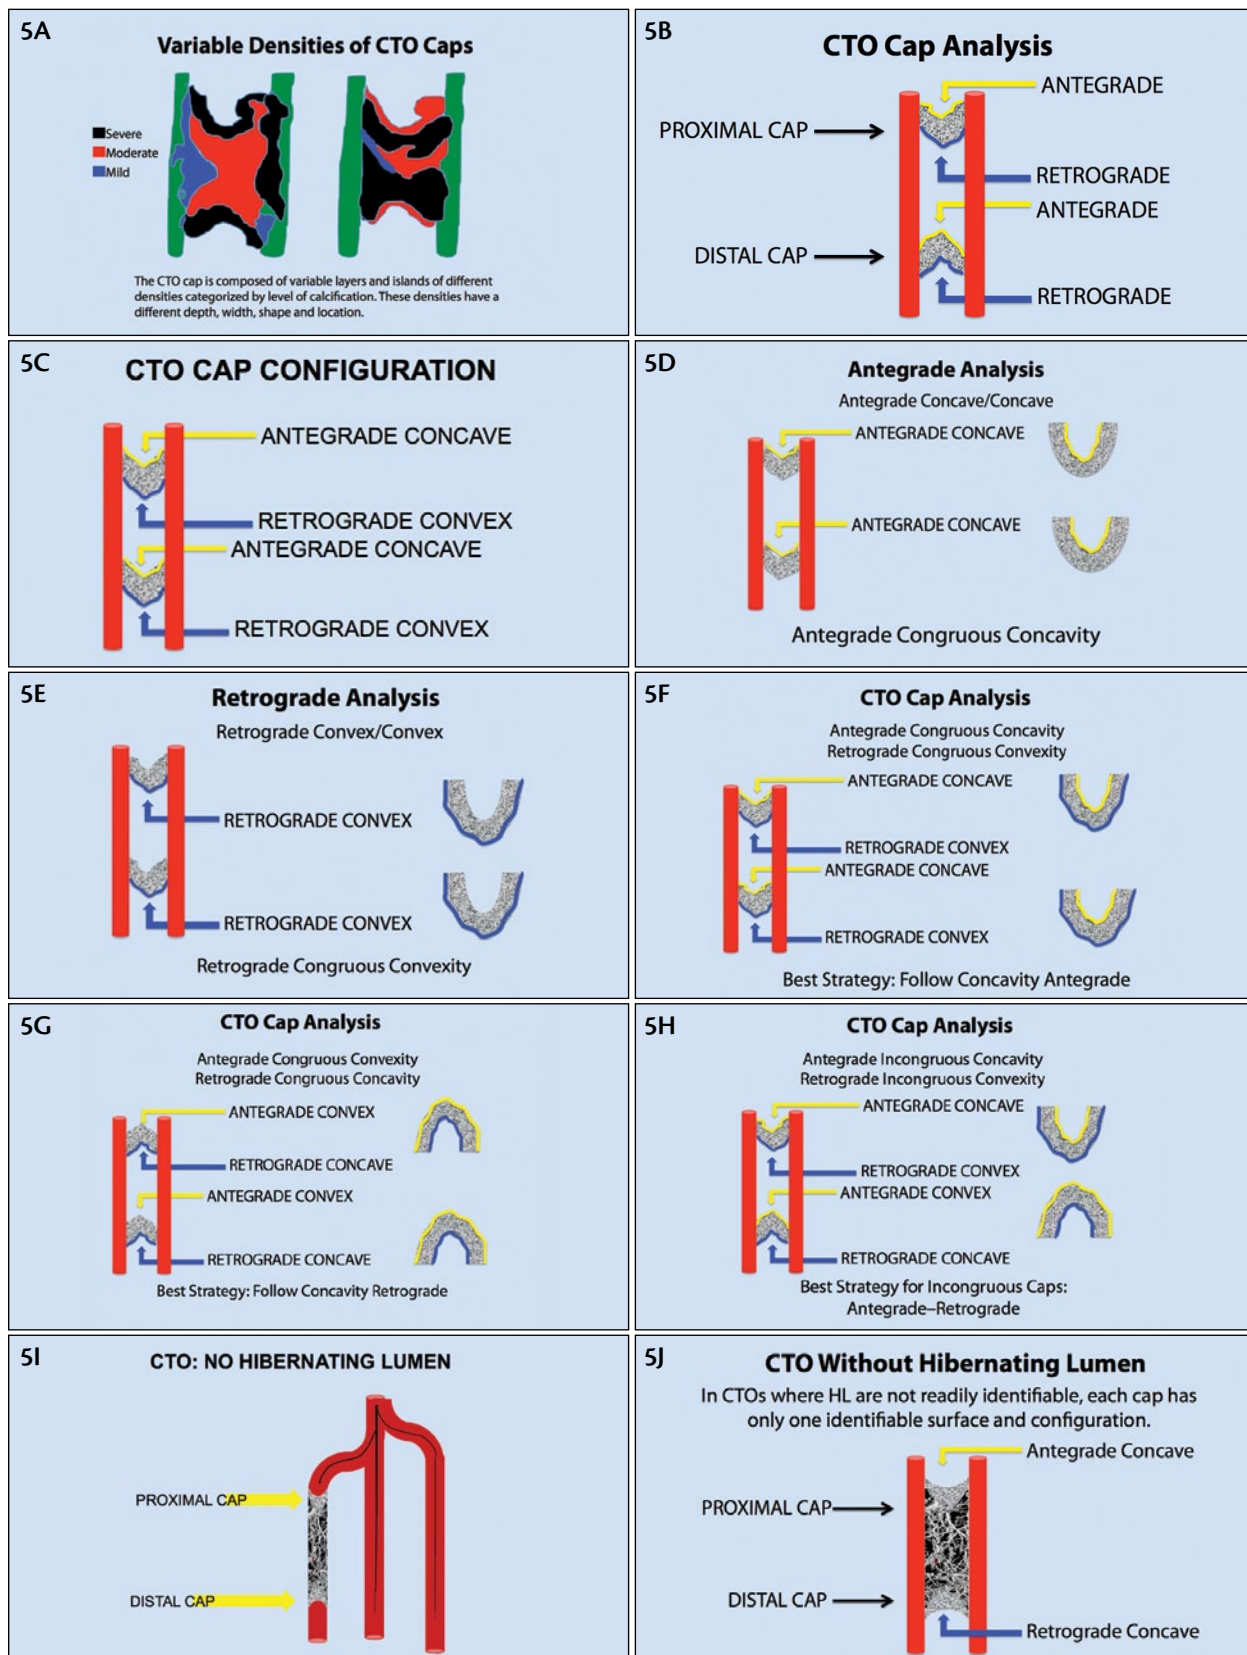 5A
Variable Densities of CTO Caps
Severe
Moderate
Mild
The CTO cap is composed of variable layers and islands of different
densities categorized by level of calcification. These densities have a
different depth, width, shape and location.
5B
CTO Cap Analysis
ANTEGRADE
PROXIMAL CAP
RETROGRADE
ANTEGRADE
DISTAL CAP
RETROGRADE
5C
CTO CAP CONFIGURATION
ANTEGRADE CONCAVE
RETROGRADE CONVEX
ANTEGRADE CONCAVE
RETROGRADE CONVEX
5D
Antegrade Analysis
Antegrade Concave/Concave
ANTEGRADE CONCAVE
ANTEGRADE CONCAVE
Antegrade Congruous Concavity
5E
Retrograde Analysis
Retrograde Convex/Convex
RETROGRADE CONVEX
RETROGRADE CONVEX
Retrograde Congruous Convexity
5F
CTO Cap Analysis
Antegrade Congruous Concavity
Retrograde Congruous Convexity
ANTEGRADE CONCAVE
RETROGRADE CONVEX
ANTEGRADE CONCAVE
RETROGRADE CONVEX
Best Strategy: Follow Concavity Antegrade
5G
CTO Cap Analysis
Antegrade Congruous Convexity
Retrograde Congruous Concavity
ANTEGRADE CONVEX
RETROGRADE CONCAVE
ANTEGRADE CONVEX
RETROGRADE CONCAVE
Best Strategy: Follow Concavity Retrograde
5H
CTO Cap Analysis
Antegrade Incongruous Concavity
Retrograde Incongruous Convexity
ANTEGRADE CONCAVE
RETROGRADE CONVEX
ANTEGRADE CONVEX
RETROGRADE CONCAVE
Best Strategy for Incongruous Caps:
Antegrade–Retrograde
5I
CTO: NO HIBERNATING LUMEN
PROXIMAL CAP
DISTAL CAP
5J
CTO Without Hibernating Lumen
In CTOs where HL are not readily identifiable, each cap has
only one identifiable surface and configuration.
Antegrade Concave
PROXIMAL CAP
DISTAL CAP
Retrograde Concave